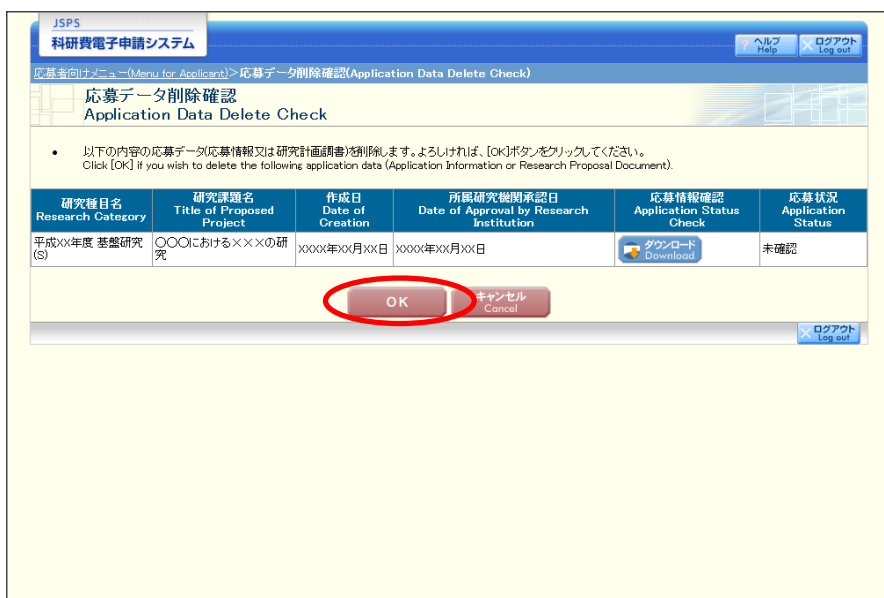 JSPS
科研費電子申請システム
? ヘルプ
Help
ログアウト
Log out
応募者向けメニュー(Menu for Applicant)>応募データ削除確認(Application Data Delete Check)
応募データ削除確認
Application Data Delete Check
• 以下の内容の応募データ(応募情報又は研究計画調書)を削除します。よろしければ、[OK]ボタンをクリックしてください。
Click [OK] if you wish to delete the following application data (Application Information or Research Proposal Document).
研究種目名
Research Category
研究課題名
Title of Proposed
Project
作成日
Date of
Creation
所属研究機関承認日
Date of Approval by Research
Institution
応募情報確認
Application Status
Check
応募状況
Application
Status
平成XX年度 基盤研究
(S)
〇〇〇における×××の研
究
XXXX年XX月XX日
XXXX年XX月XX日
ダウンロード
Download
未確認
OK
キャンセル
Cancel
ログアウト
Log out